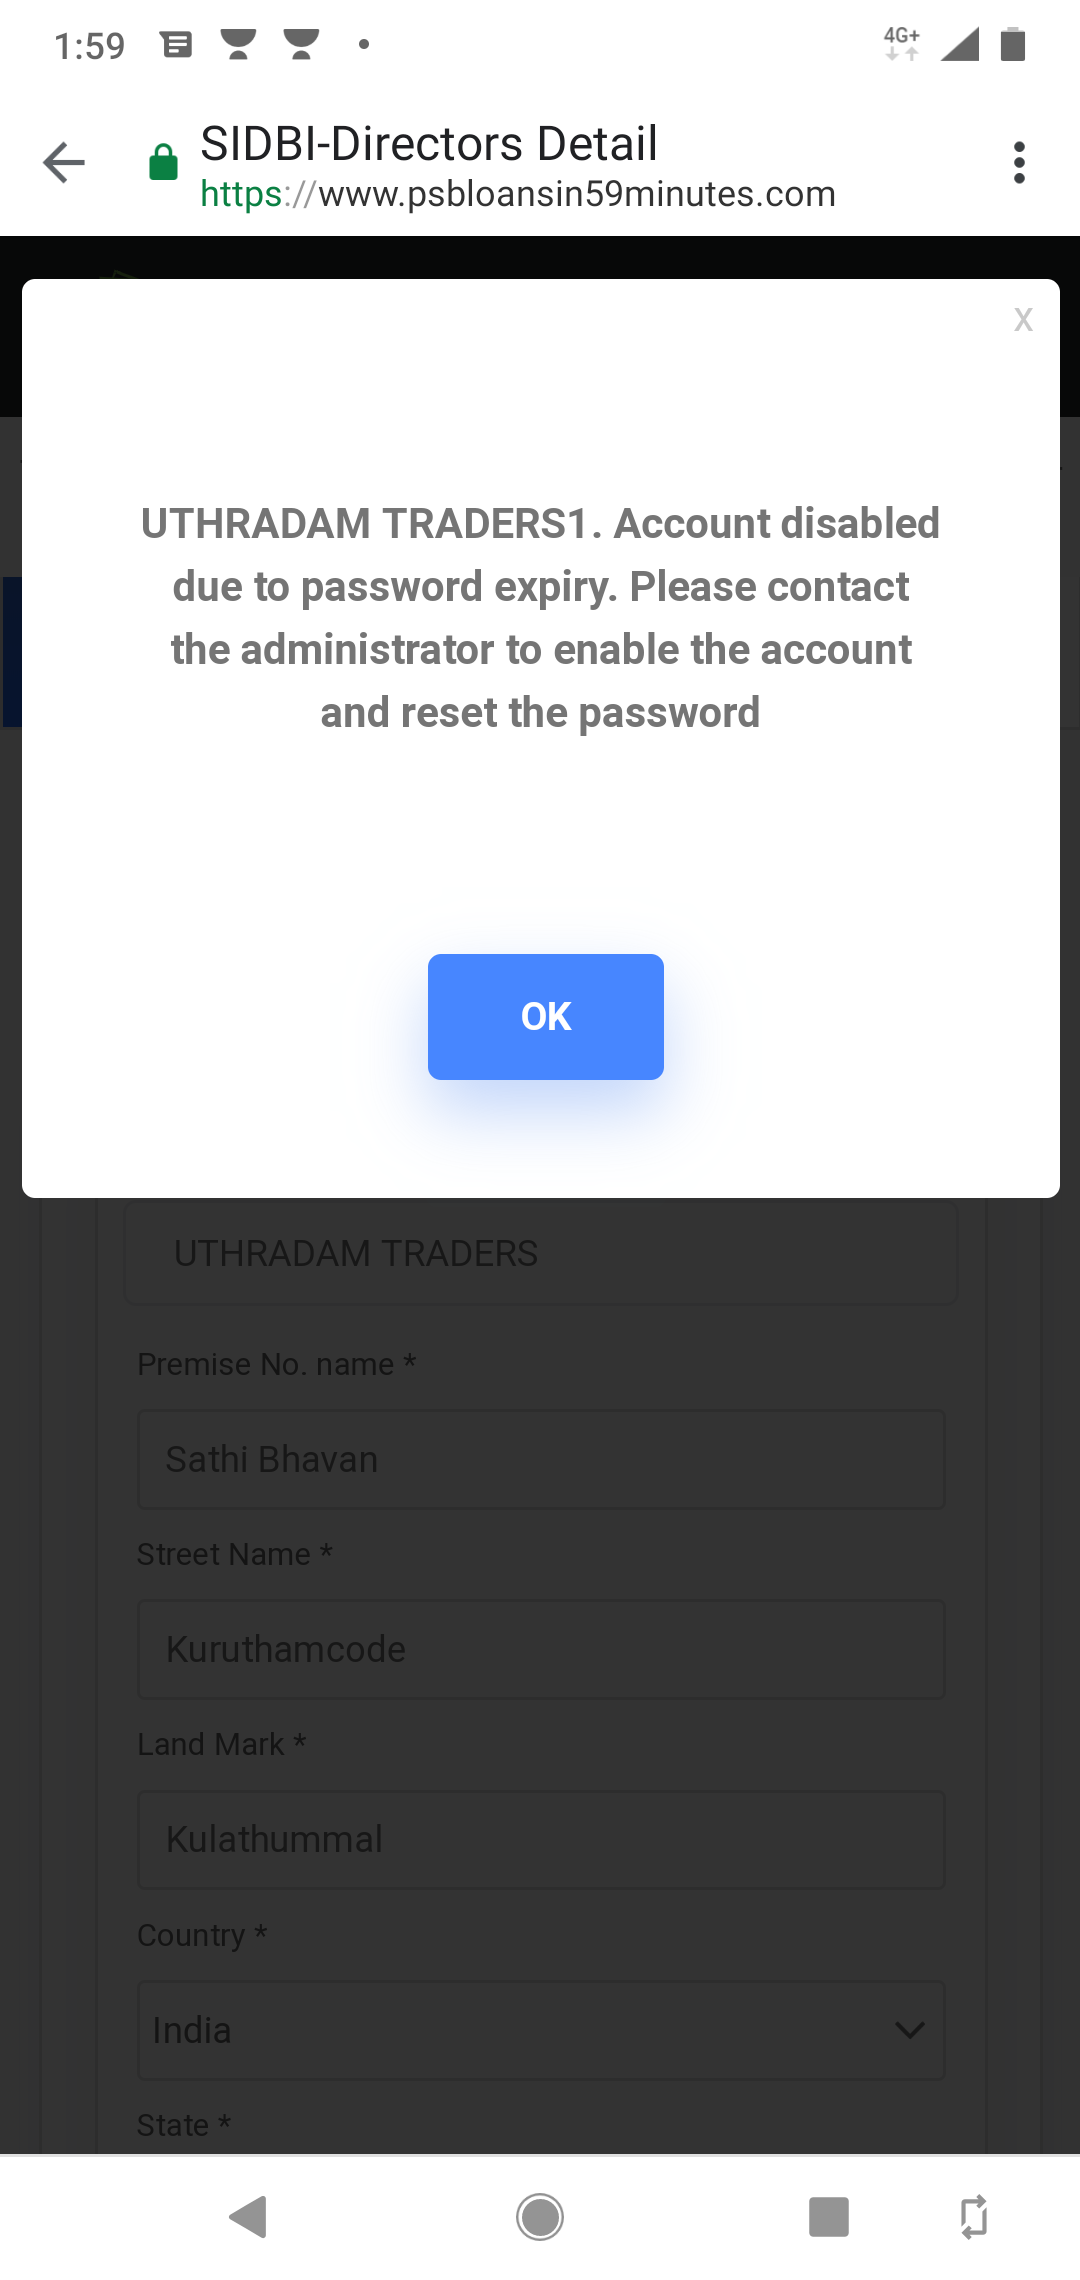 1:59
4G+
SIDBI-Directors Detail
https://www.psbloansin59minutes.com
X
UTHRADAM TRADERS1. Account disabled
due to password expiry. Please contact
the administrator to enable the account
and reset the password
OK
UTHRADAM TRADERS
Premise No. name *
Sathi Bhavan
Street Name *
Kuruthamcode
Land Mark *
Kulathummal
Country *
India
State *